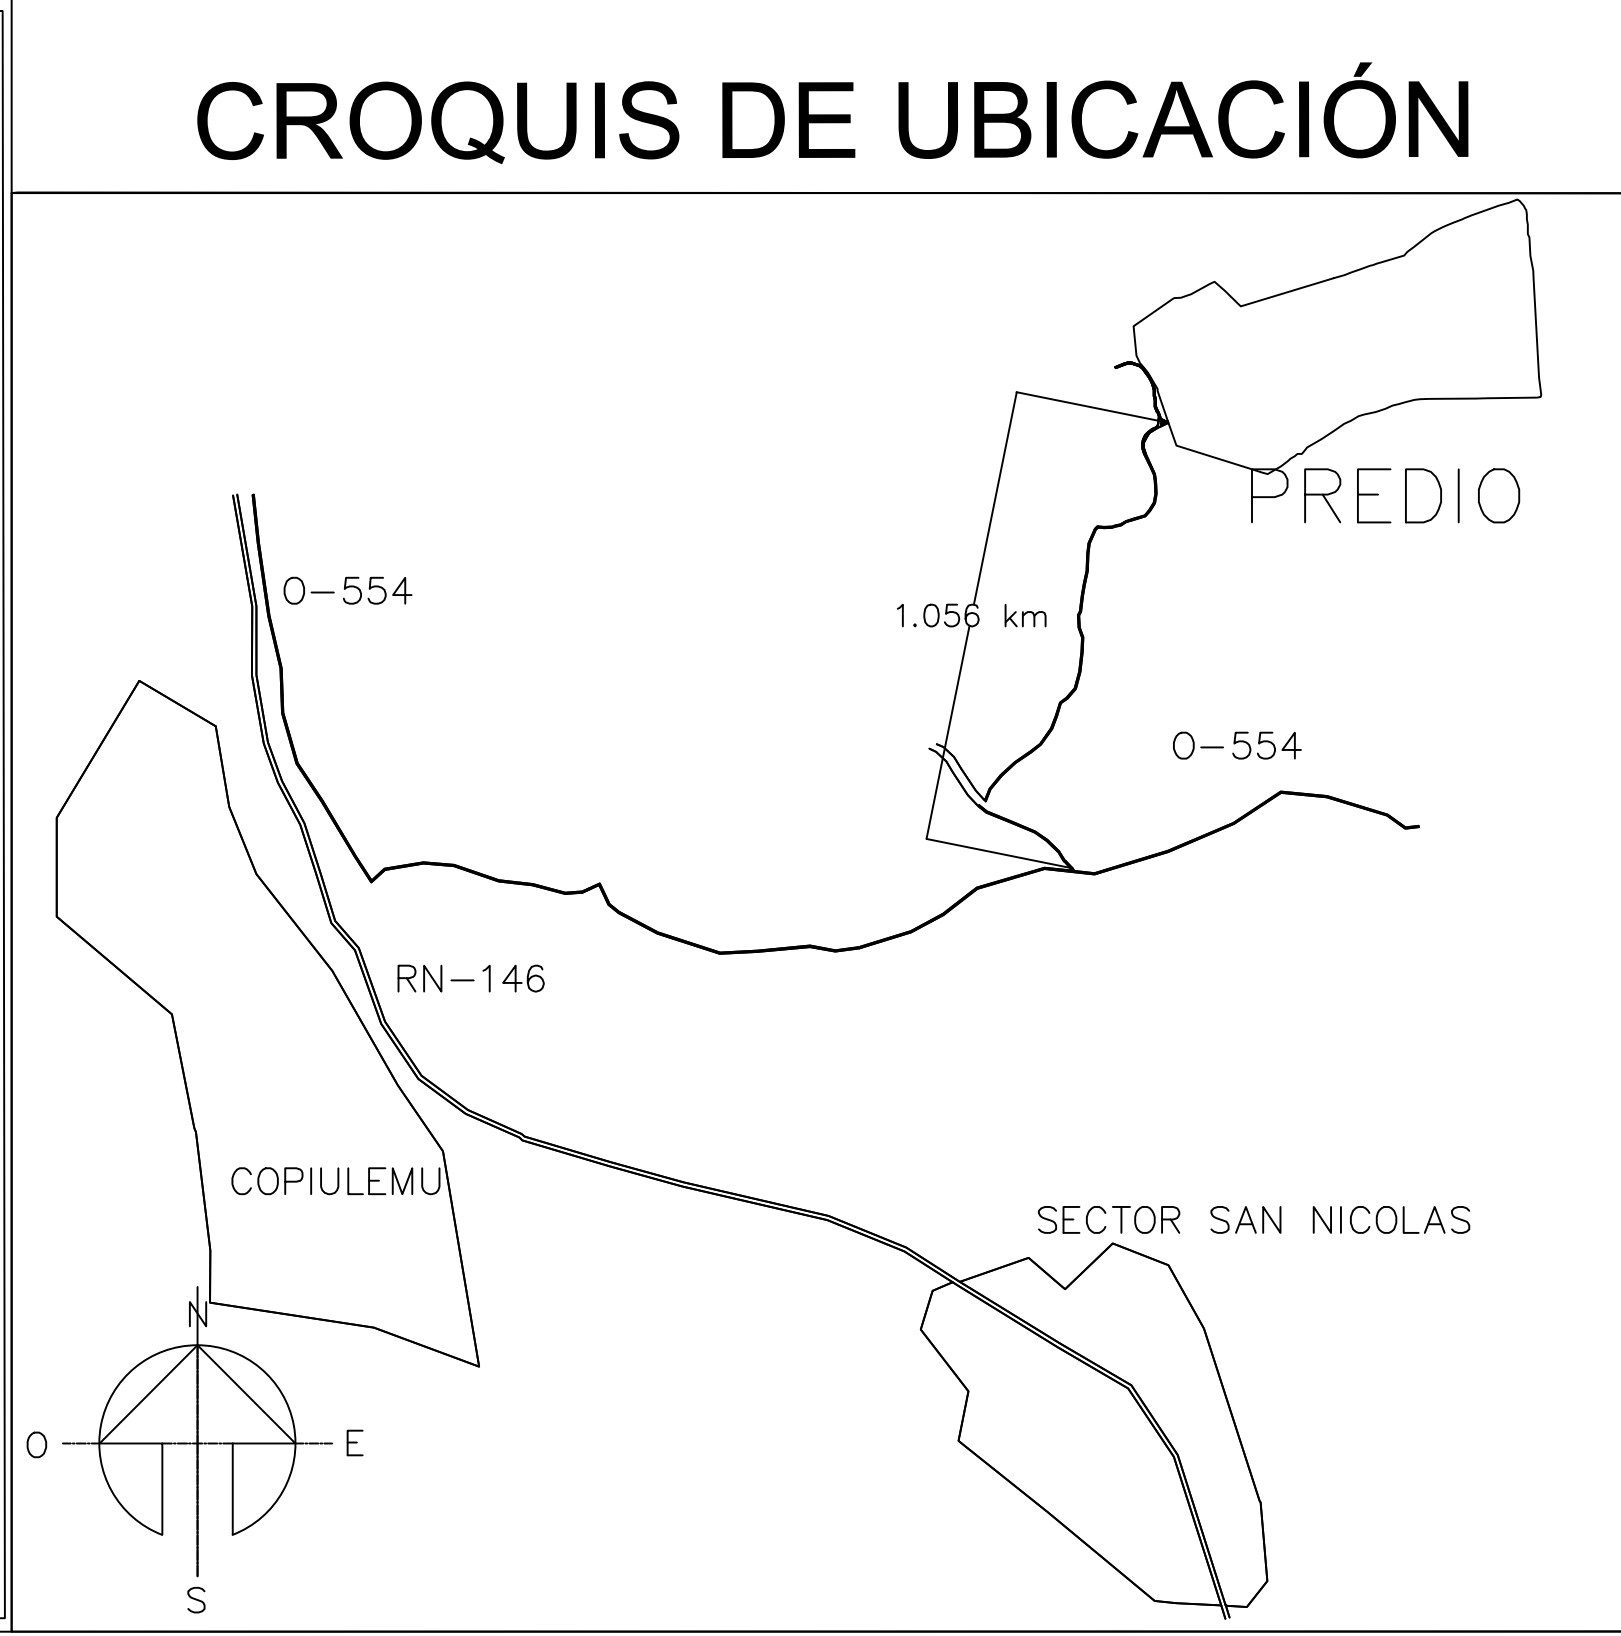 CROQUIS DE UBICACIÓN
PREDIO
O-554
1.056 km
O-554
RN-146
COPIULEMU
SECTOR SAN NICOLAS
N
O
E
S